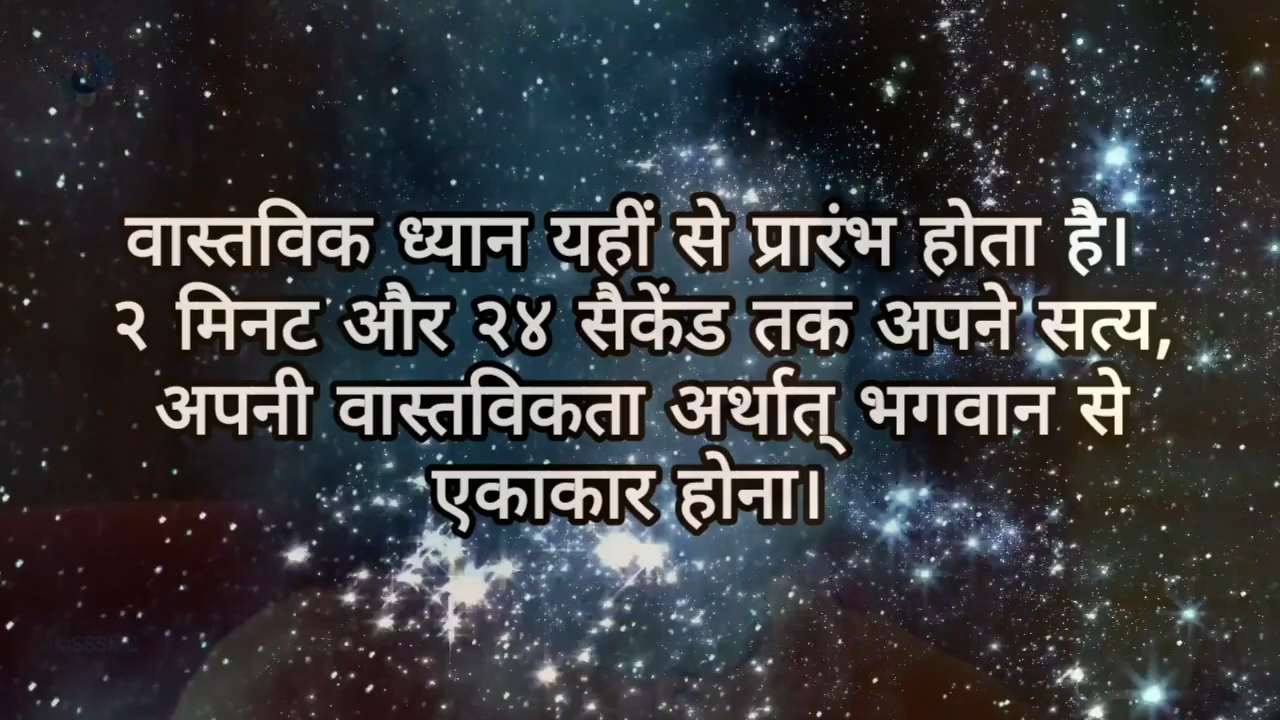 वास्तविक ध्यान यहीं से प्रारंभ होता है।
२ मिनट और २४ सैकेंड तक अपने सत्य,
अपनी वास्तविकता अर्थात् भगवान से
एकाकार होना।